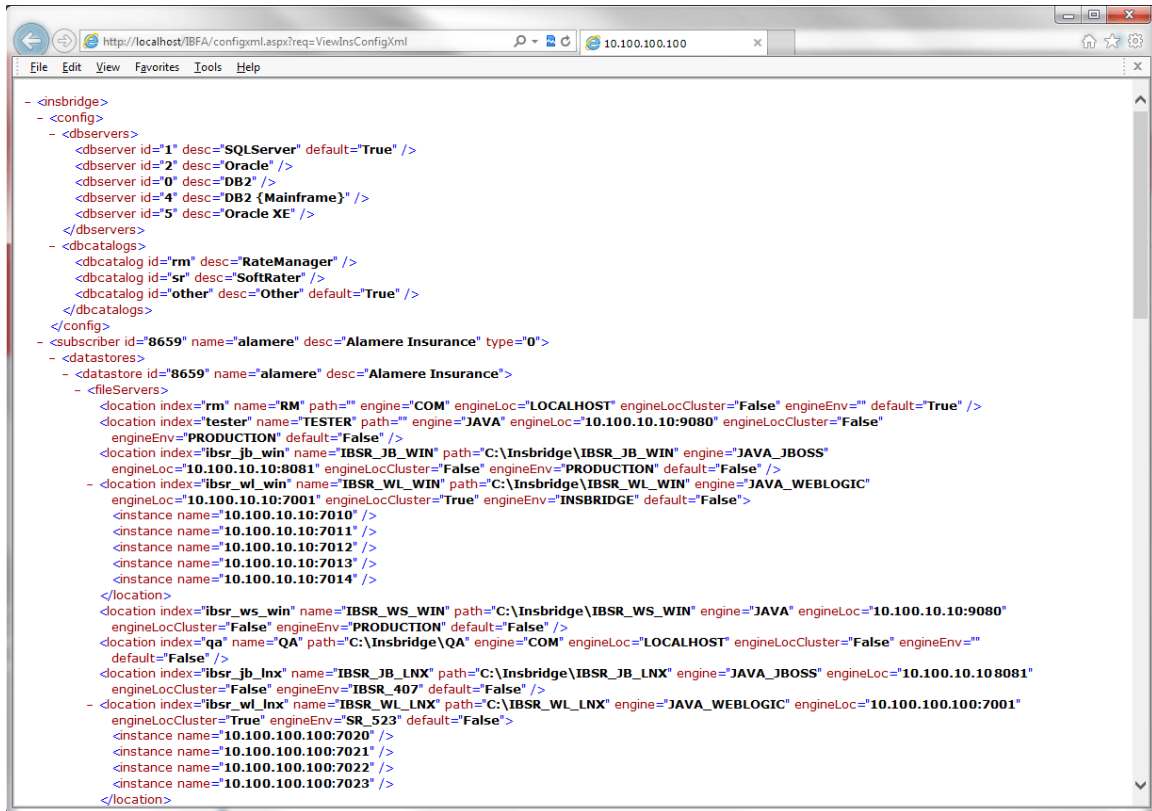 http://localhost/IBFA/configxml.aspx?req=ViewInsConfigXml
10.100.100.100
File Edit View Favorites Tools Help
- <insbridge>
- <config>
- <dbservers>
<dbserver id="1" desc="SQLServer" default="True" />
<dbserver id="2" desc="Oracle" />
<dbserver id="0" desc="DB2" />
<dbserver id="4" desc="DB2 {Mainframe}" />
<dbserver id="5" desc="Oracle XE" />
</dbservers>
- <dbcatalogs>
<dbcatalog id="rm" desc="RateManager" />
<dbcatalog id="sr" desc="SoftRater" />
<dbcatalog id="other" desc="Other" default="True" />
</dbcatalogs>
</config>
- <subscriber id="8659" name="alamere" desc="Alamere Insurance" type="0">
- <datastores>
- <datastore id="8659" name="alamere" desc="Alamere Insurance">
- <fileServers>
<location index="rm" name="RM" path="" engine="COM" engineLoc="LOCALHOST" engineLocCluster="False" engineEnv="" default="True" />
<location index="tester" name="TESTER" path="" engine="JAVA" engineLoc="10.100.10.10:9080" engineLocCluster="False"
engineEnv="PRODUCTION" default="False" />
<location index="ibsr_jb_win" name="IBSR_JB_WIN" path="C:\Insbridge\IBSR_JB_WIN" engine="JAVA_JBOSS"
engineLoc="10.100.10.10:8081" engineLocCluster="False" engineEnv="PRODUCTION" default="False" />
- <location index="ibsr_wl_win" name="IBSR_WL_WIN" path="C:\Insbridge\IBSR_WL_WIN" engine="JAVA_WEBLOGIC"
engineLoc="10.100.10.10:7001" engineLocCluster="True" engineEnv="INSBRIDGE" default="False">
<instance name="10.100.10.10:7010" />
<instance name="10.100.10.10:7011" />
<instance name="10.100.10.10:7012" />
<instance name="10.100.10.10:7013" />
<instance name="10.100.10.10:7014" />
</location>
<location index="ibsr_ws_win" name="IBSR_WS_WIN" path="C:\Insbridge\IBSR_WS_WIN" engine="JAVA" engineLoc="10.100.10.10:9080"
engineLocCluster="False" engineEnv="PRODUCTION" default="False" />
<location index="qa" name="QA" path="C:\Insbridge\QA" engine="COM" engineLoc="LOCALHOST" engineLocCluster="False" engineEnv=""
default="False" />
<location index="ibsr_jb_lnx" name="IBSR_JB_LNX" path="C:\Insbridge\IBSR_JB_LNX" engine="JAVA_JBOSS" engineLoc="10.100.10.108081"
engineLocCluster="False" engineEnv="IBSR_407" default="False" />
- <location index="ibsr_wl_lnx" name="IBSR_WL_LNX" path="C:\IBSR_WL_LNX" engine="JAVA_WEBLOGIC" engineLoc="10.100.100.100:7001"
engineLocCluster="True" engineEnv="SR_523" default="False">
<instance name="10.100.100.100:7020" />
<instance name="10.100.100.100:7021" />
<instance name="10.100.100.100:7022" />
<instance name="10.100.100.100:7023" />
</location>